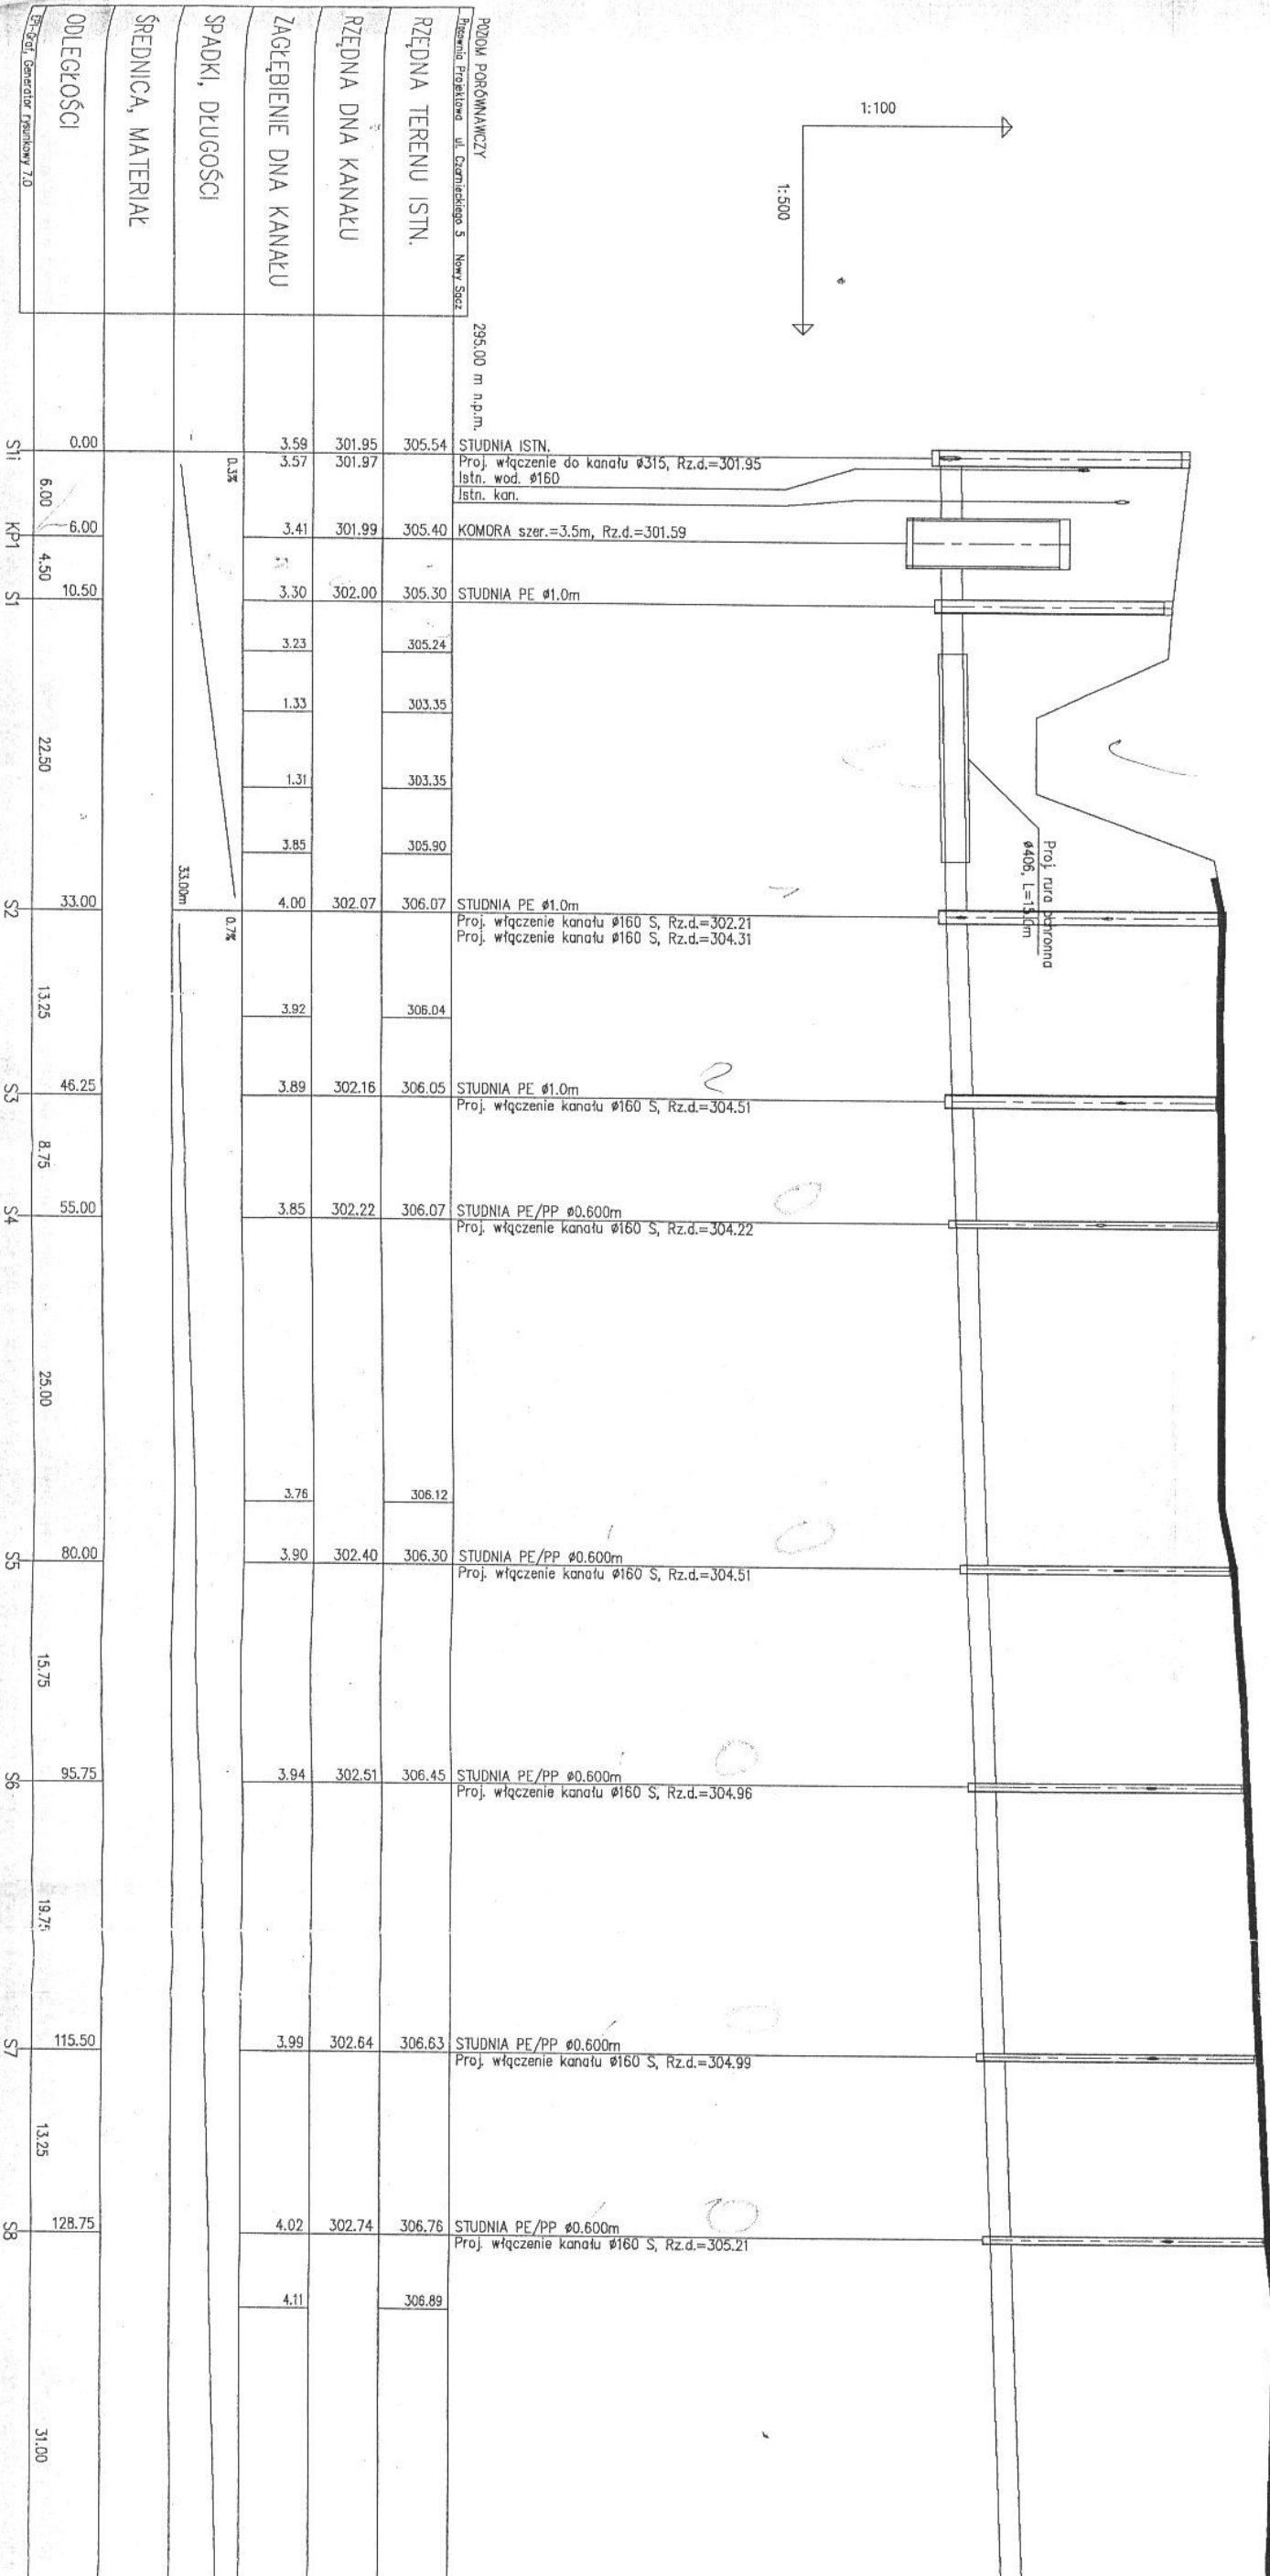 1:100
1:500
POZIOM PORÓWNAWCZY 295.00 m n.p.m.
Pracownia Projektowa ul. Czarnieckiego 5 Nowy Sącz
RZĘDNA TERENU ISTN.
RZĘDNA DNA KANAŁU
ZAGŁĘBIENIE DNA KANAŁU
SPADKI, DŁUGOŚCI
ŚREDNICA, MATERIAŁ
ODLEGŁOŚCI
Generator rysunkowy 7.0
STUDNIA ISTN.
Proj. włączenie do kanału ø315, Rz.d.=301.95
Istn. wod. ø160
Istn. kan.
KOMORA szer.=3.5m, Rz.d.=301.59
STUDNIA PE ø1.0m
Proj. rura ochronna
ø406, L=15.0m
STUDNIA PE ø1.0m
Proj. włączenie kanału ø160 S, Rz.d.=302.21
Proj. włączenie kanału ø160 S, Rz.d.=304.31
STUDNIA PE ø1.0m
Proj. włączenie kanału ø160 S, Rz.d.=304.51
STUDNIA PE/PP ø0.600m
Proj. włączenie kanału ø160 S, Rz.d.=304.22
STUDNIA PE/PP ø0.600m
Proj. włączenie kanału ø160 S, Rz.d.=304.51
STUDNIA PE/PP ø0.600m
Proj. włączenie kanału ø160 S, Rz.d.=304.96
STUDNIA PE/PP ø0.600m
Proj. włączenie kanału ø160 S, Rz.d.=304.99
STUDNIA PE/PP ø0.600m
Proj. włączenie kanału ø160 S, Rz.d.=305.21
305.54 305.40 305.30 305.24 303.35 303.35 305.90 306.07 306.04 306.05 306.07 306.12 306.30 306.45 306.63 306.76 306.89
301.95 301.97 301.99 302.00 302.07 302.16 302.22 302.40 302.51 302.64 302.74
3.59 3.57 3.41 3.30 3.23 1.33 1.31 3.85 4.00 3.92 3.89 3.85 3.76 3.90 3.94 3.99 4.02 4.11
0.3% 33.00m 0.7%
0.00 6.00 10.50 33.00 46.25 55.00 80.00 95.75 115.50 128.75
6.00 4.50 22.50 13.25 8.75 25.00 15.75 19.75 13.25 31.00
S1i KP1 S1 S2 S3 S4 S5 S6 S7 S8